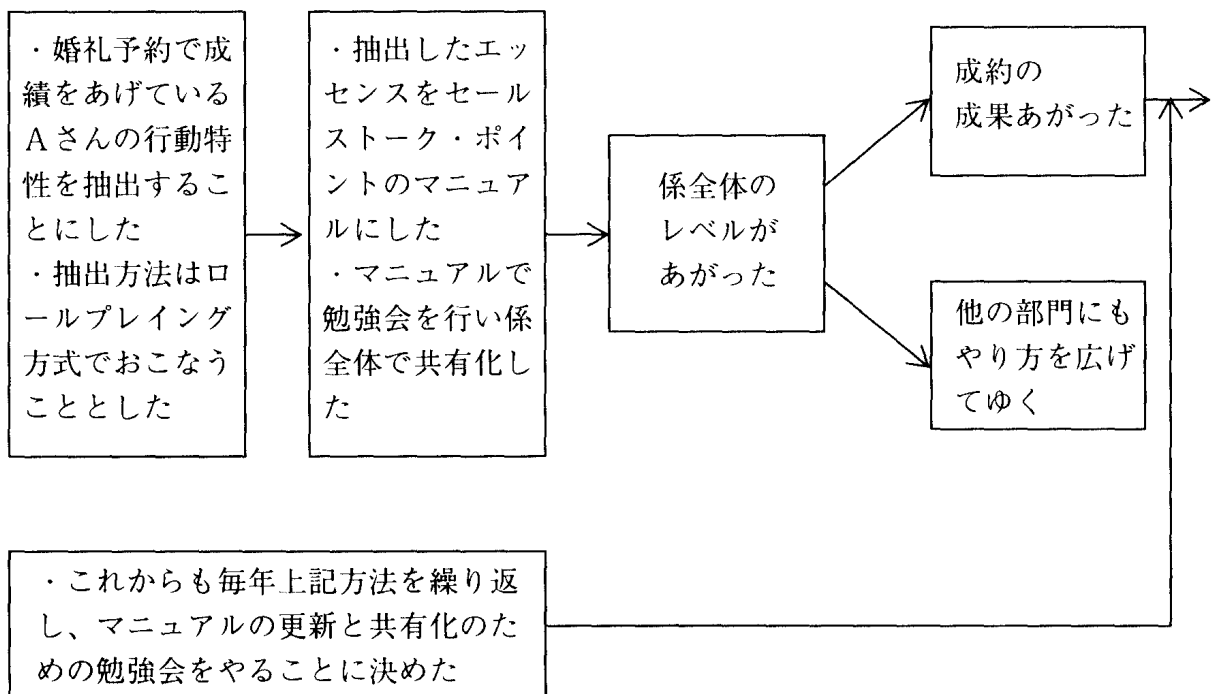 ・婚礼予約で成
績をあげている
Aさんの行動特
性を抽出するこ
とにした
・抽出方法はロ
ールプレイング
方式でおこなう
こととした
・抽出したエッ
センスをセール
ストーク・ポイ
ントのマニュア
ルにした
・マニュアルで
勉強会を行い係
全体で共有化し
た
係全体の
レベルが
あがった
成約の
成果あがった
他の部門にも
やり方を広げ
てゆく
・これからも毎年上記方法を繰り返
し、マニュアルの更新と共有化のた
めの勉強会をやることに決めた